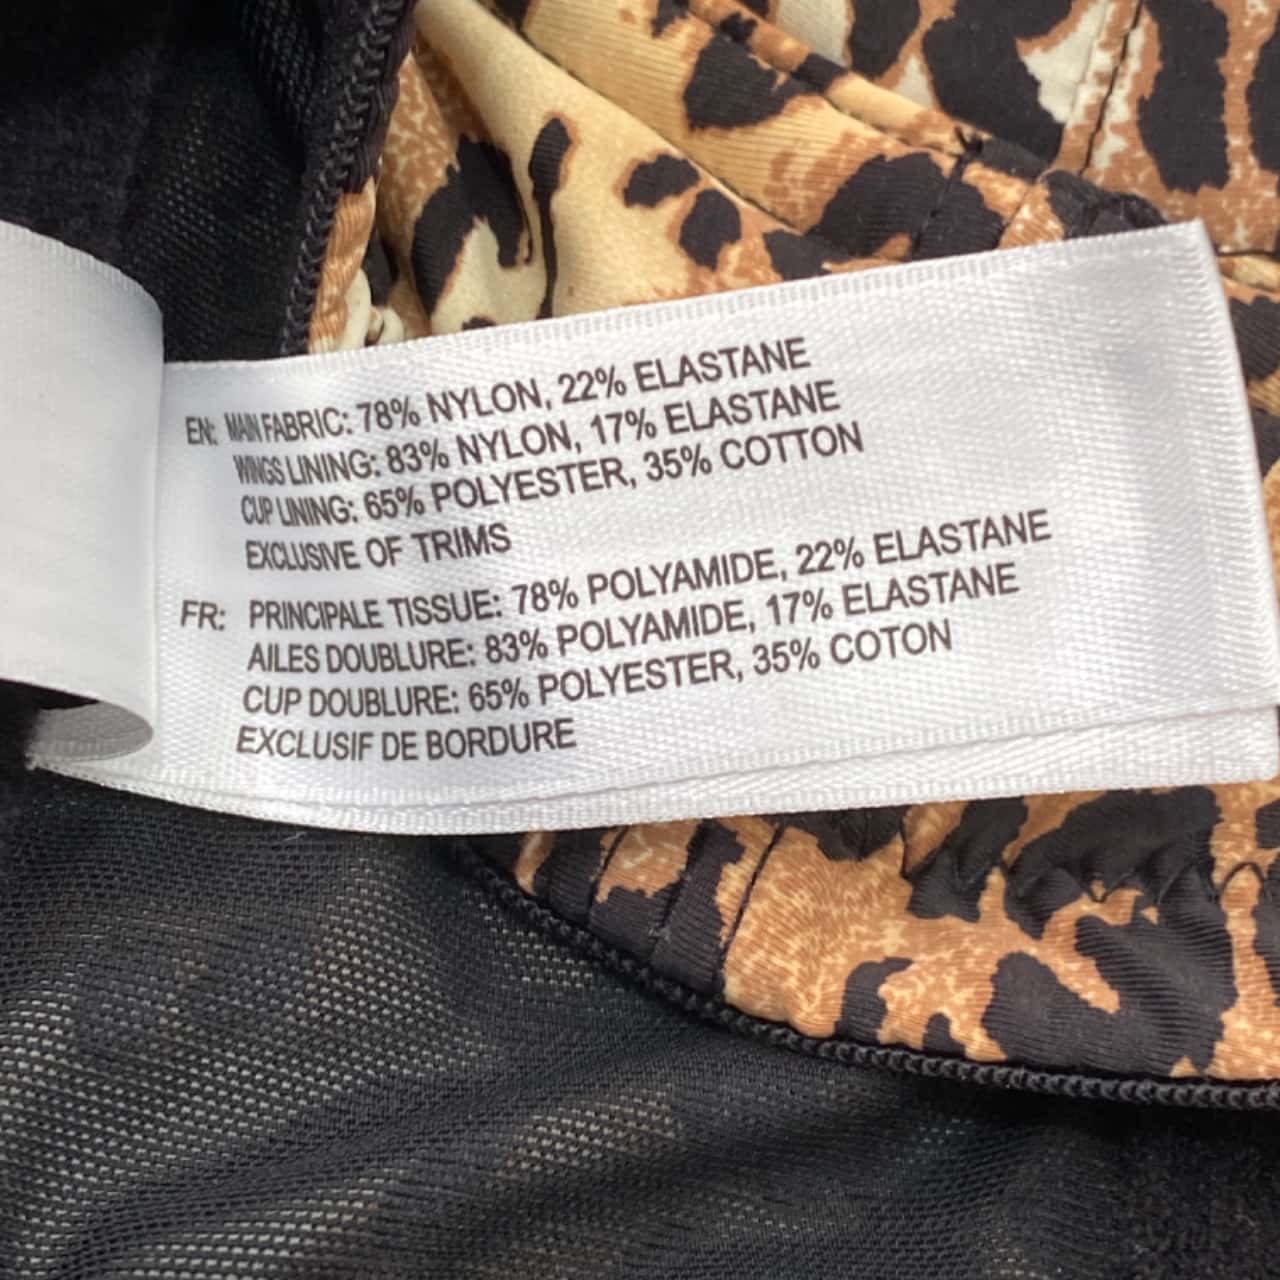 EN: MAIN FABRIC: 78% NYLON, 22% ELASTANE
WINGS LINING: 83% NYLON, 17% ELASTANE
CUP LINING: 65% POLYESTER, 35% COTTON
EXCLUSIVE OF TRIMS
FR: PRINCIPALE TISSUE: 78% POLYAMIDE, 22% ELASTANE
AILES DOUBLURE: 83% POLYAMIDE, 17% ELASTANE
CUP DOUBLURE: 65% POLYESTER, 35% COTON
EXCLUSIF DE BORDURE